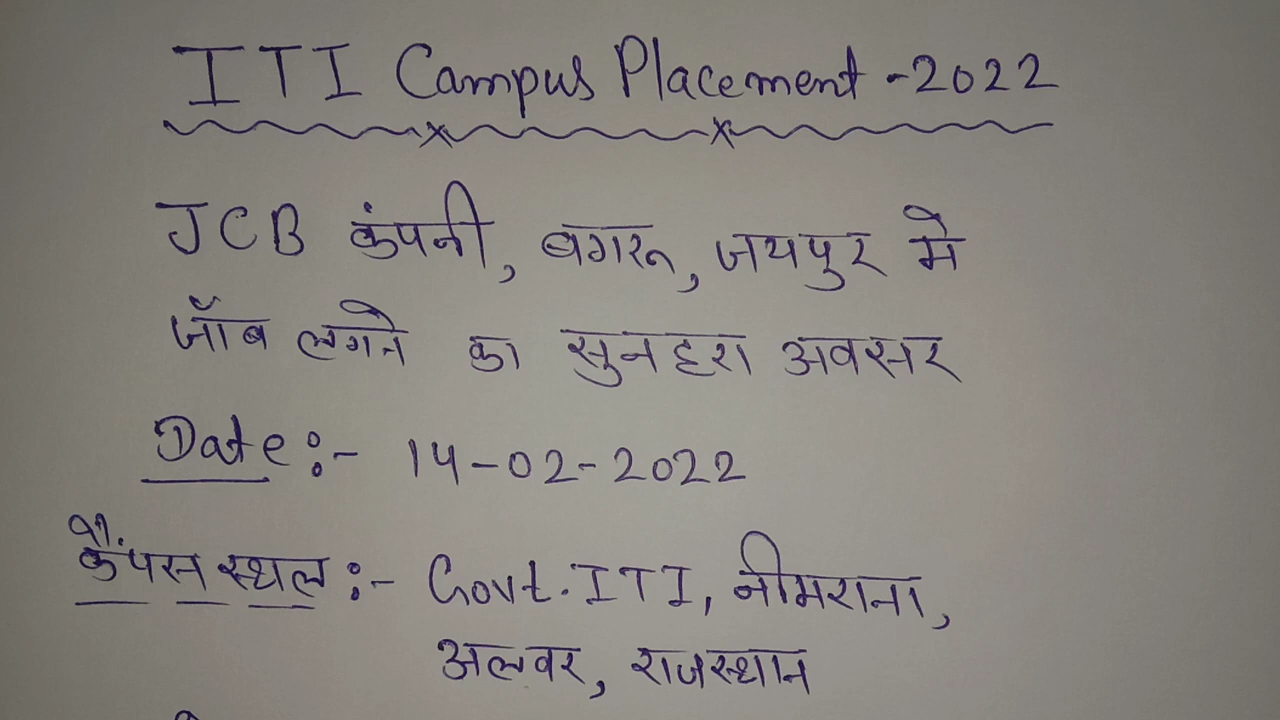 ITI Campus Placement -2022
JCB कंपनी, बगरू, जयपुर मे
जॉब लगने का सुनहरा अवसर
Date:- 14-02-2022
कैंपस स्थल :- Govt. ITI, नीमराना,
अलवर, राजस्थान